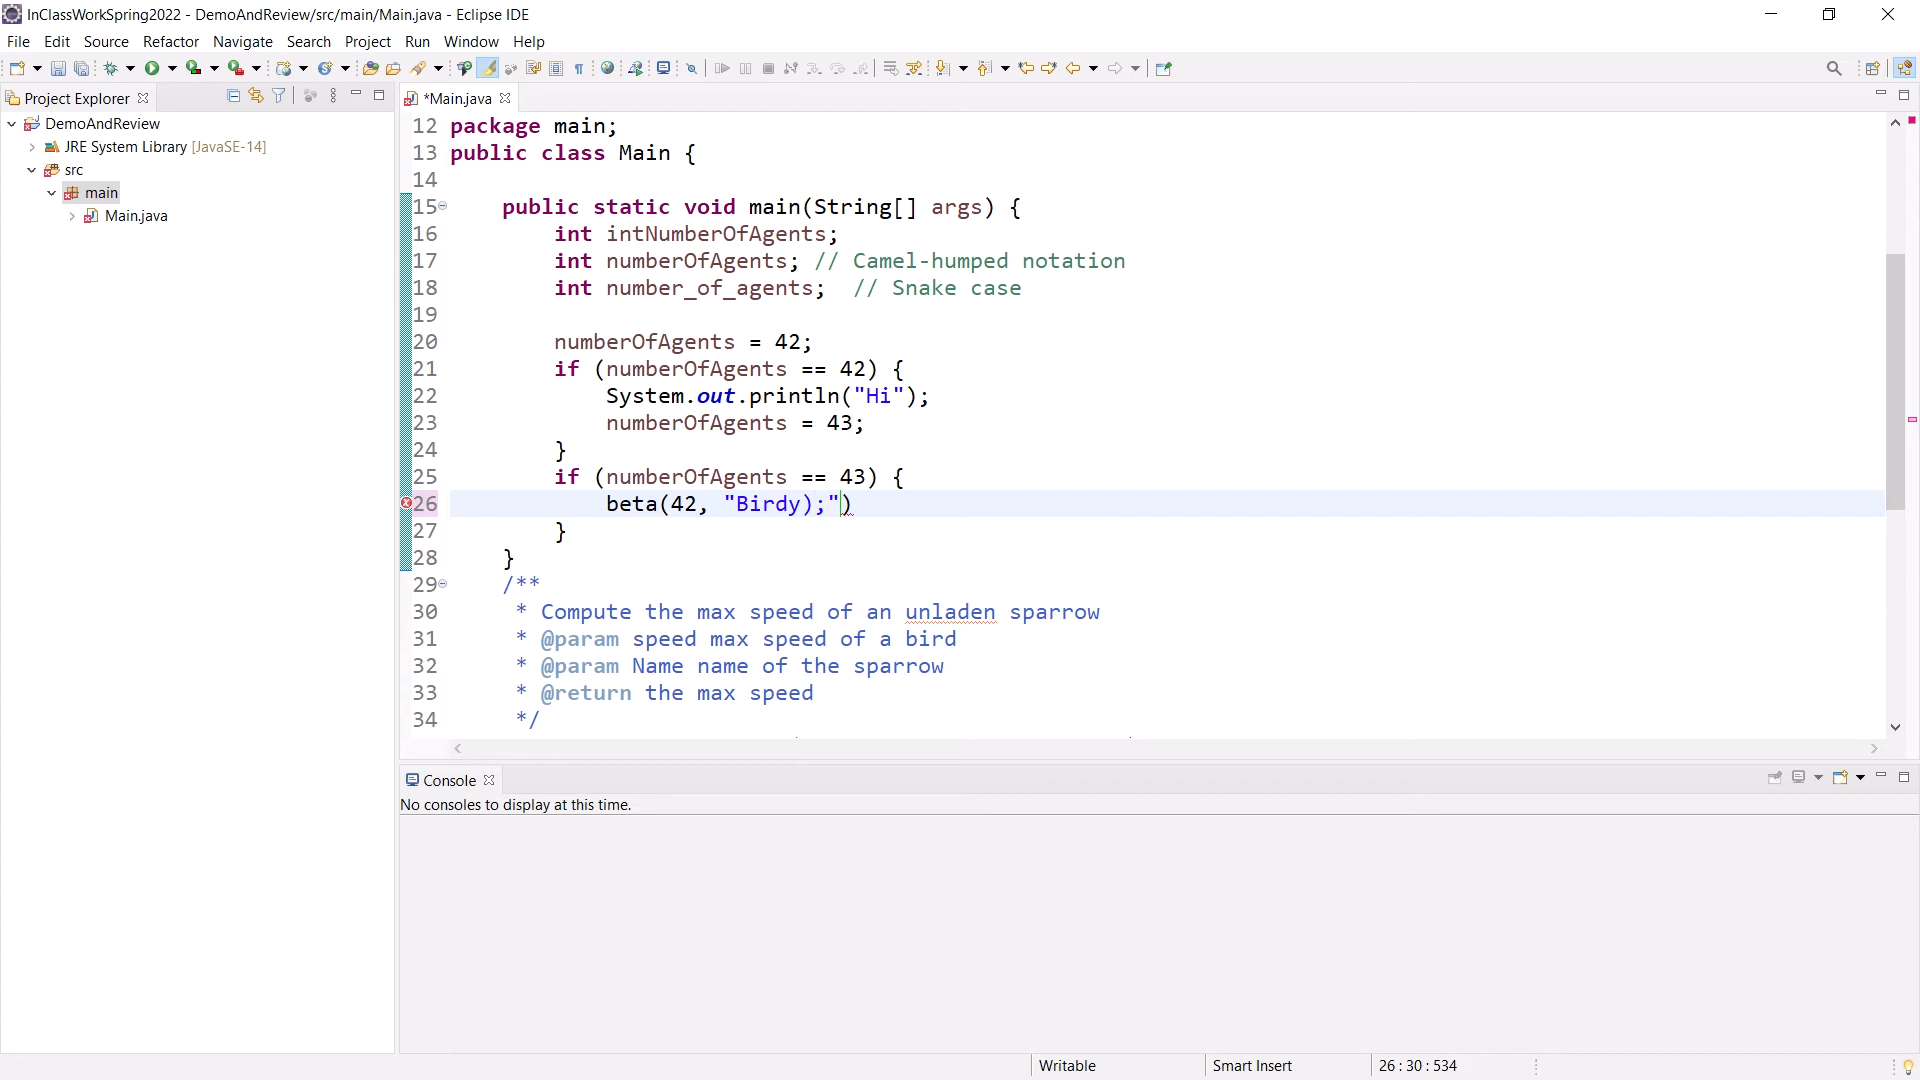 InClassWorkSpring2022 - DemoAndReview/src/main/Main.java - Eclipse IDE
File Edit Source Refactor Navigate Search Project Run Window Help
Project Explorer
*Main.java
DemoAndReview
JRE System Library [JavaSE-14]
src
main
Main.java
12 package main;
13 public class Main {
14
15 public static void main(String[] args) {
16 int intNumberOfAgents;
17 int numberOfAgents; // Camel-humped notation
18 int number_of_agents;  // Snake case
19
20 numberOfAgents = 42;
21 if (numberOfAgents == 42) {
22 System.out.println("Hi");
23 numberOfAgents = 43;
24 }
25 if (numberOfAgents == 43) {
26 beta(42, "Birdy);")
27 }
28 }
29 /**
30 * Compute the max speed of an unladen sparrow
31 * @param speed max speed of a bird
32 * @param Name name of the sparrow
33 * @return the max speed
34 */
Console
No consoles to display at this time.
Writable Smart Insert 26 : 30 : 534